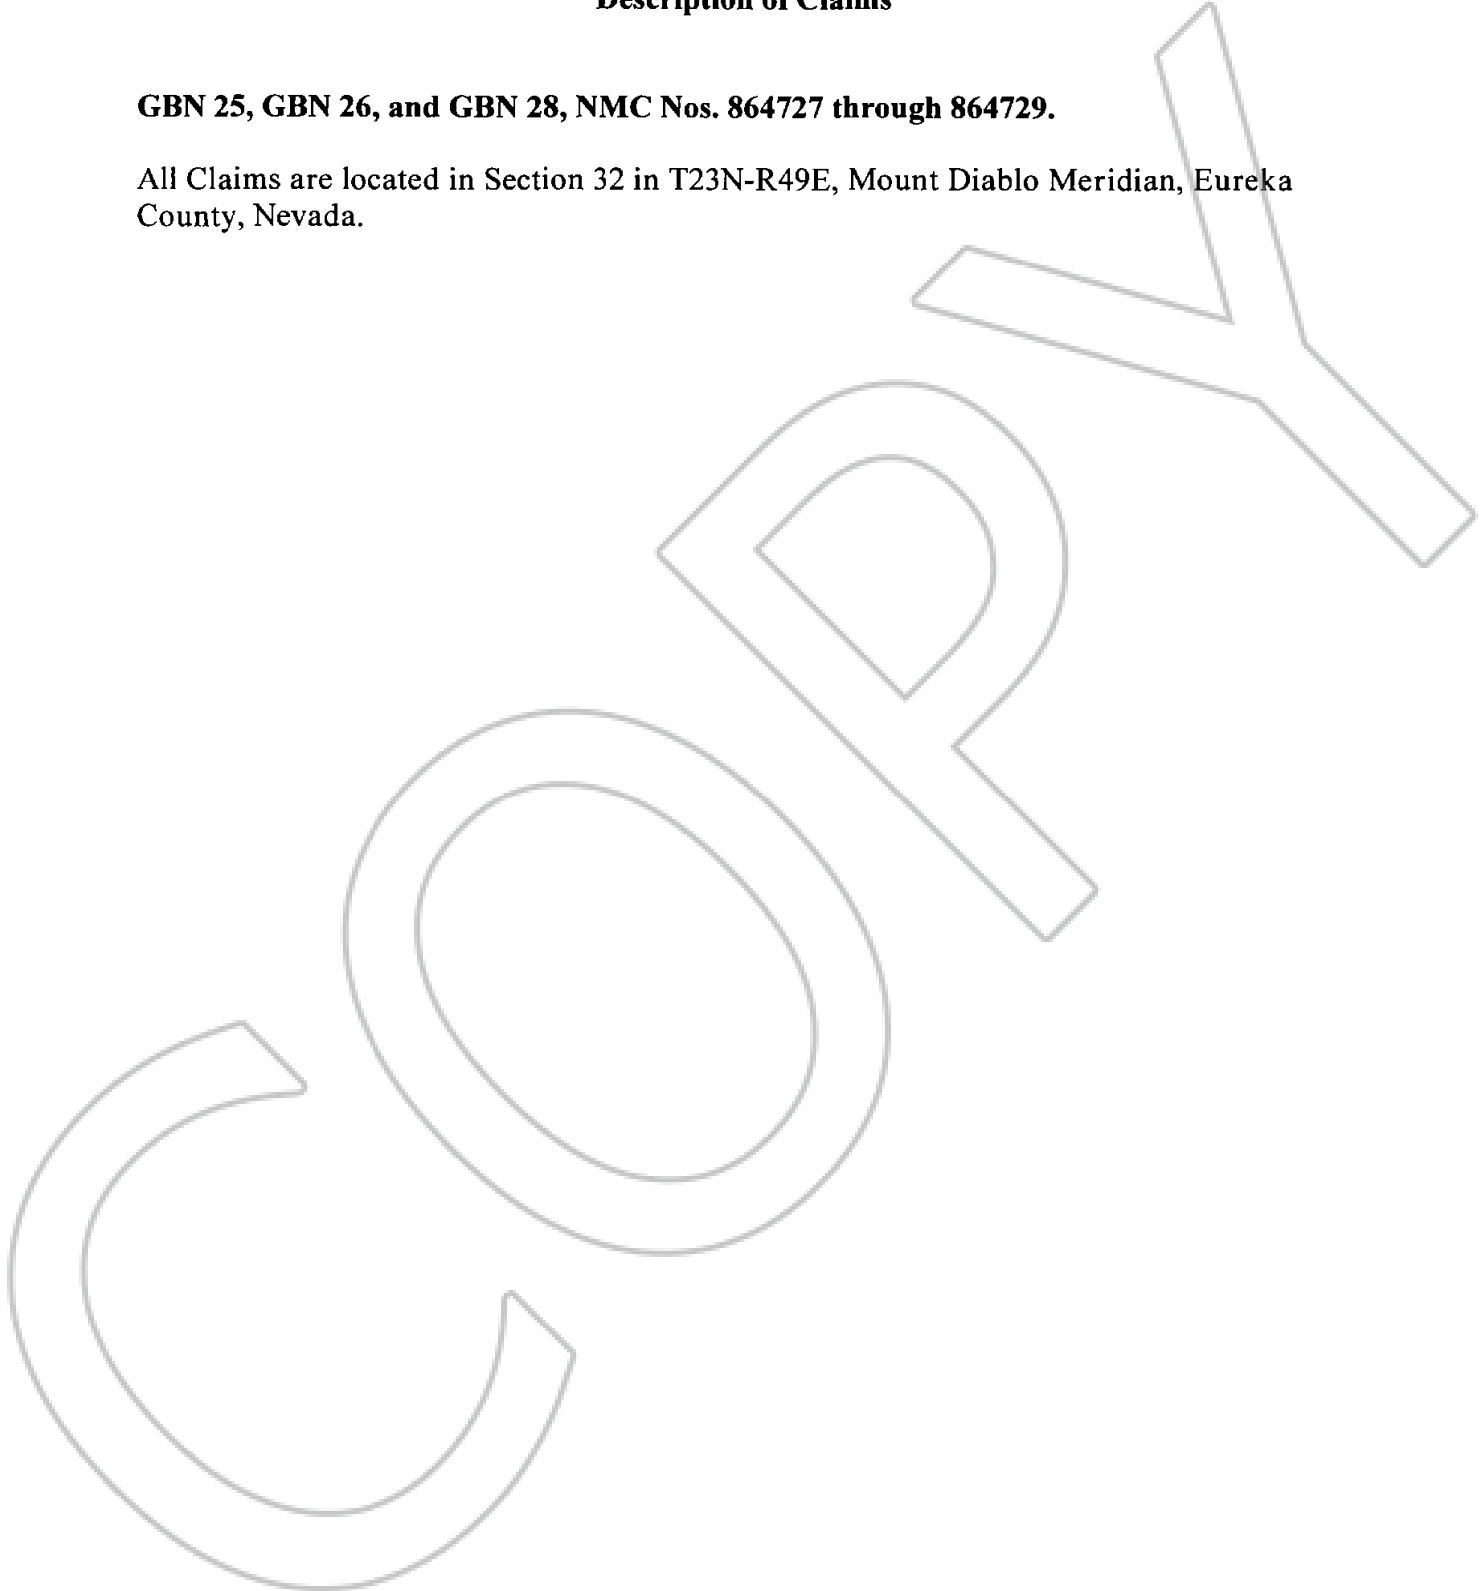 Description of Claims
GBN 25, GBN 26, and GBN 28, NMC Nos. 864727 through 864729.
All Claims are located in Section 32 in T23N-R49E, Mount Diablo Meridian, Eureka
County, Nevada.
COPY